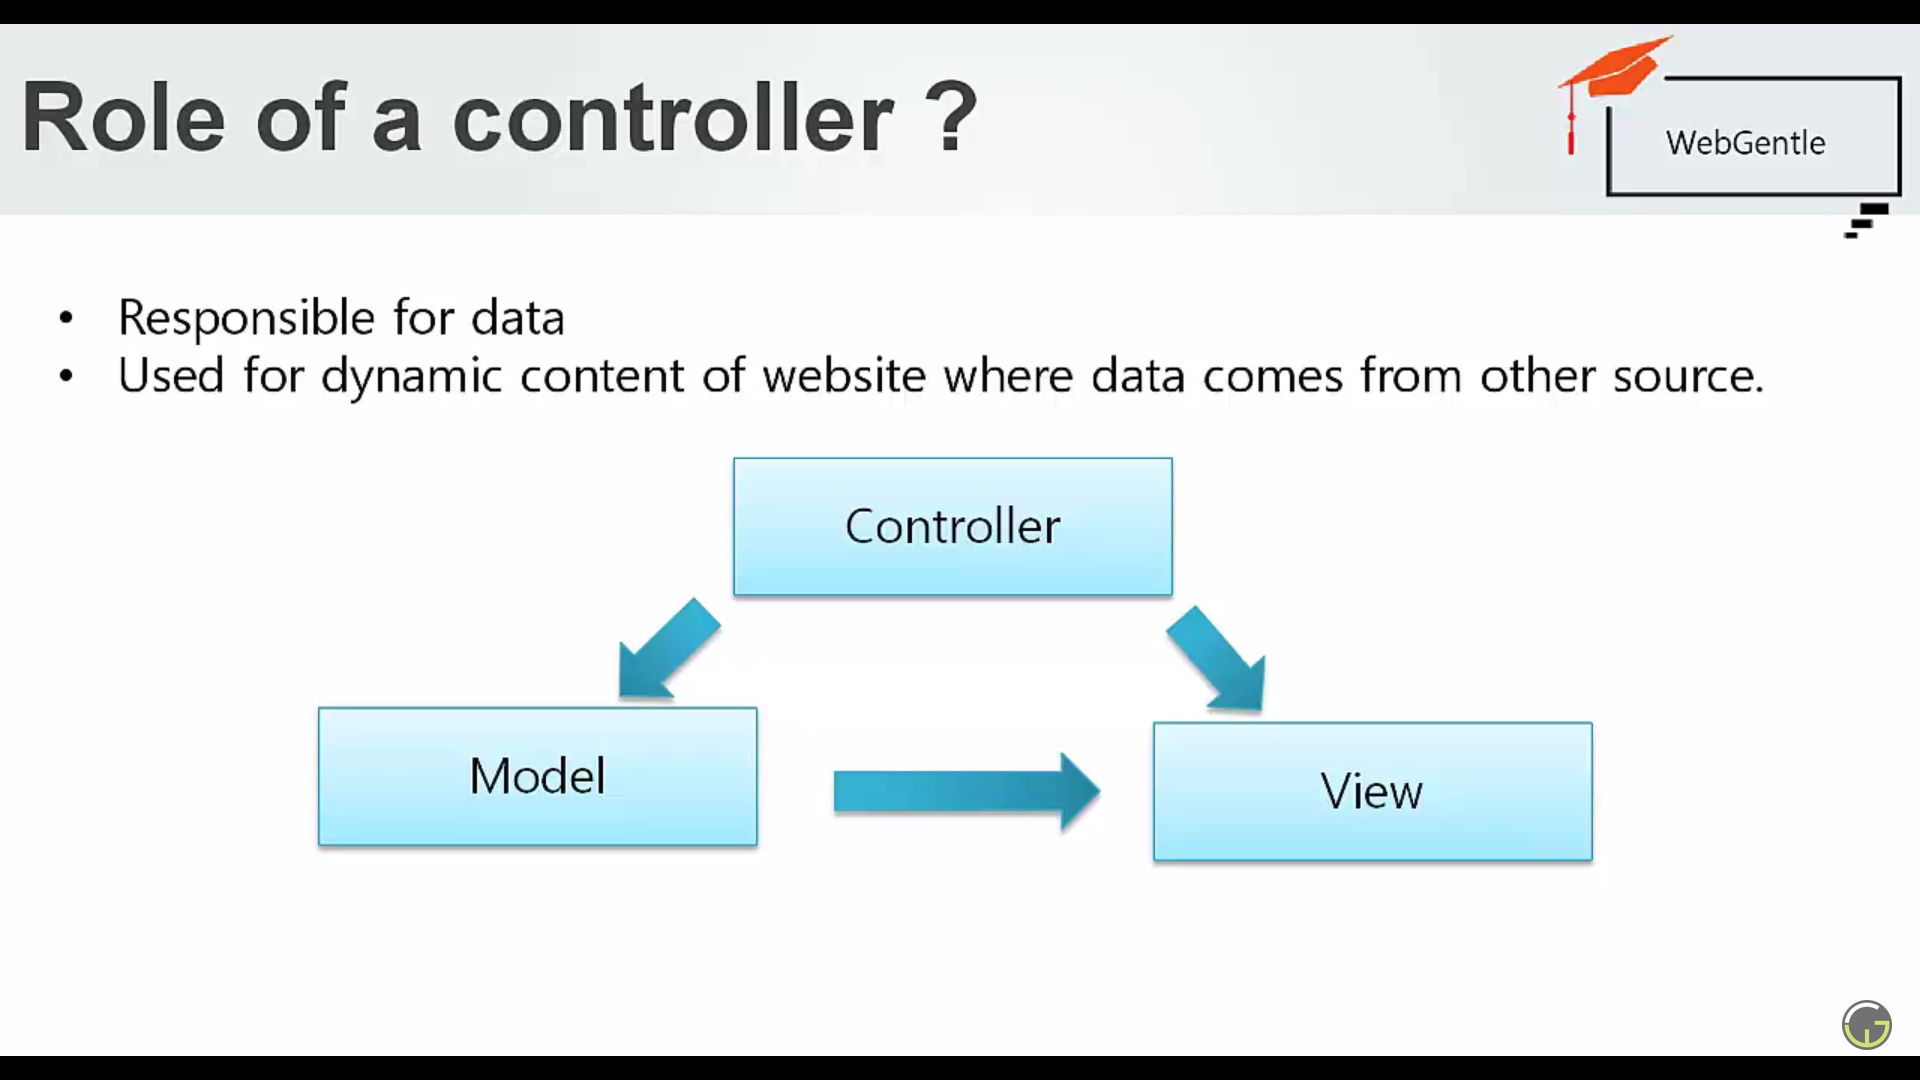 Role of a controller ?
WebGentle
• Responsible for data
• Used for dynamic content of website where data comes from other source.
Controller
Model
View